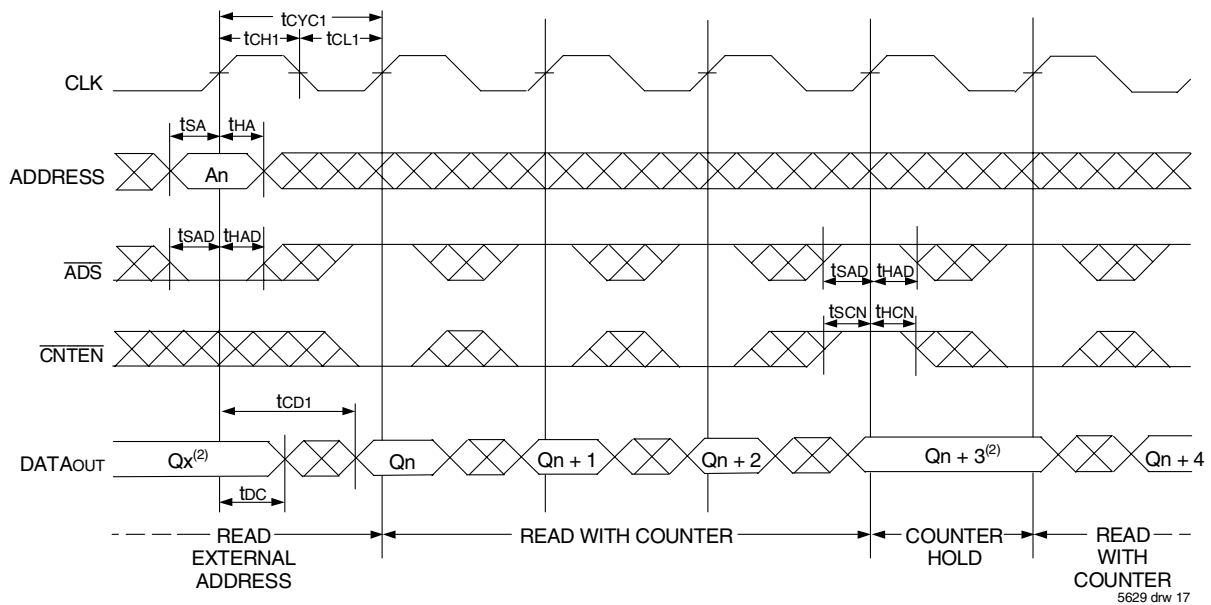 tCYC1
tCH1 tCL1
CLK
tSA tHA
ADDRESS An
tSAD tHAD
ADS
tSAD tHAD
tSCN tHCN
CNTEN
tCD1
DATAOUT Qx(2) Qn Qn + 1 Qn + 2 Qn + 3(2) Qn + 4
tDC
READ EXTERNAL ADDRESS
READ WITH COUNTER
COUNTER HOLD
READ WITH COUNTER
5629 drw 17